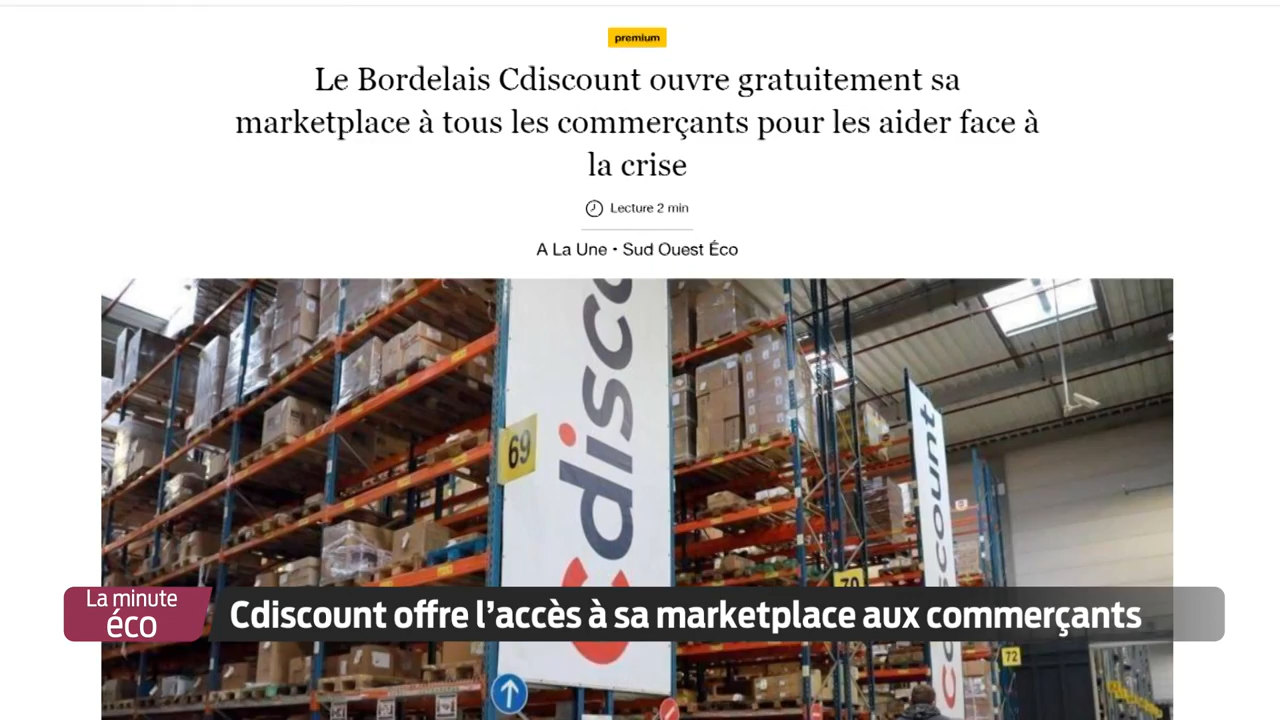 premium
Le Bordelais Cdiscount ouvre gratuitement sa
marketplace à tous les commerçants pour les aider face à
la crise
Lecture 2 min
A La Une • Sud Ouest Éco
cdisco
69
discount
70
72
La minute
éco
Cdiscount offre l’accès à sa marketplace aux commerçants